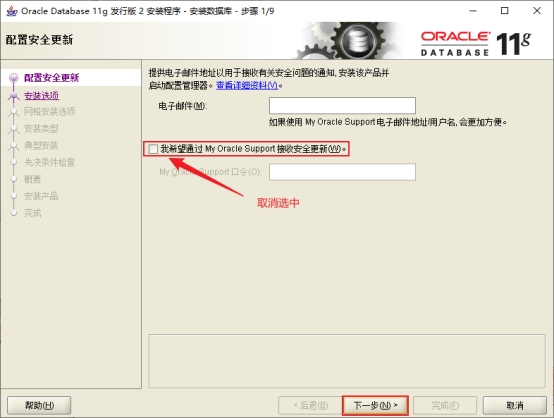 Oracle Database 11g 发行版 2 安装程序 - 安装数据库 - 步骤 1/9
配置安全更新
ORACLE
DATABASE
11g
配置安全更新
安装选项
网格安装选项
安装类型
典型安装
先决条件检查
概要
安装产品
完成
提供电子邮件地址以用于接收有关安全问题的通知, 安装该产品并
启动配置管理器。查看详细资料(V)。
电子邮件(M):
如果使用 My Oracle Support 电子邮件地址/用户名, 会更加方便。
我希望通过 My Oracle Support 接收安全更新(W)。
My Oracle Support 口令(O):
取消选中
帮助(H)
< 后退(B)
下一步(N) >
完成(F)
取消